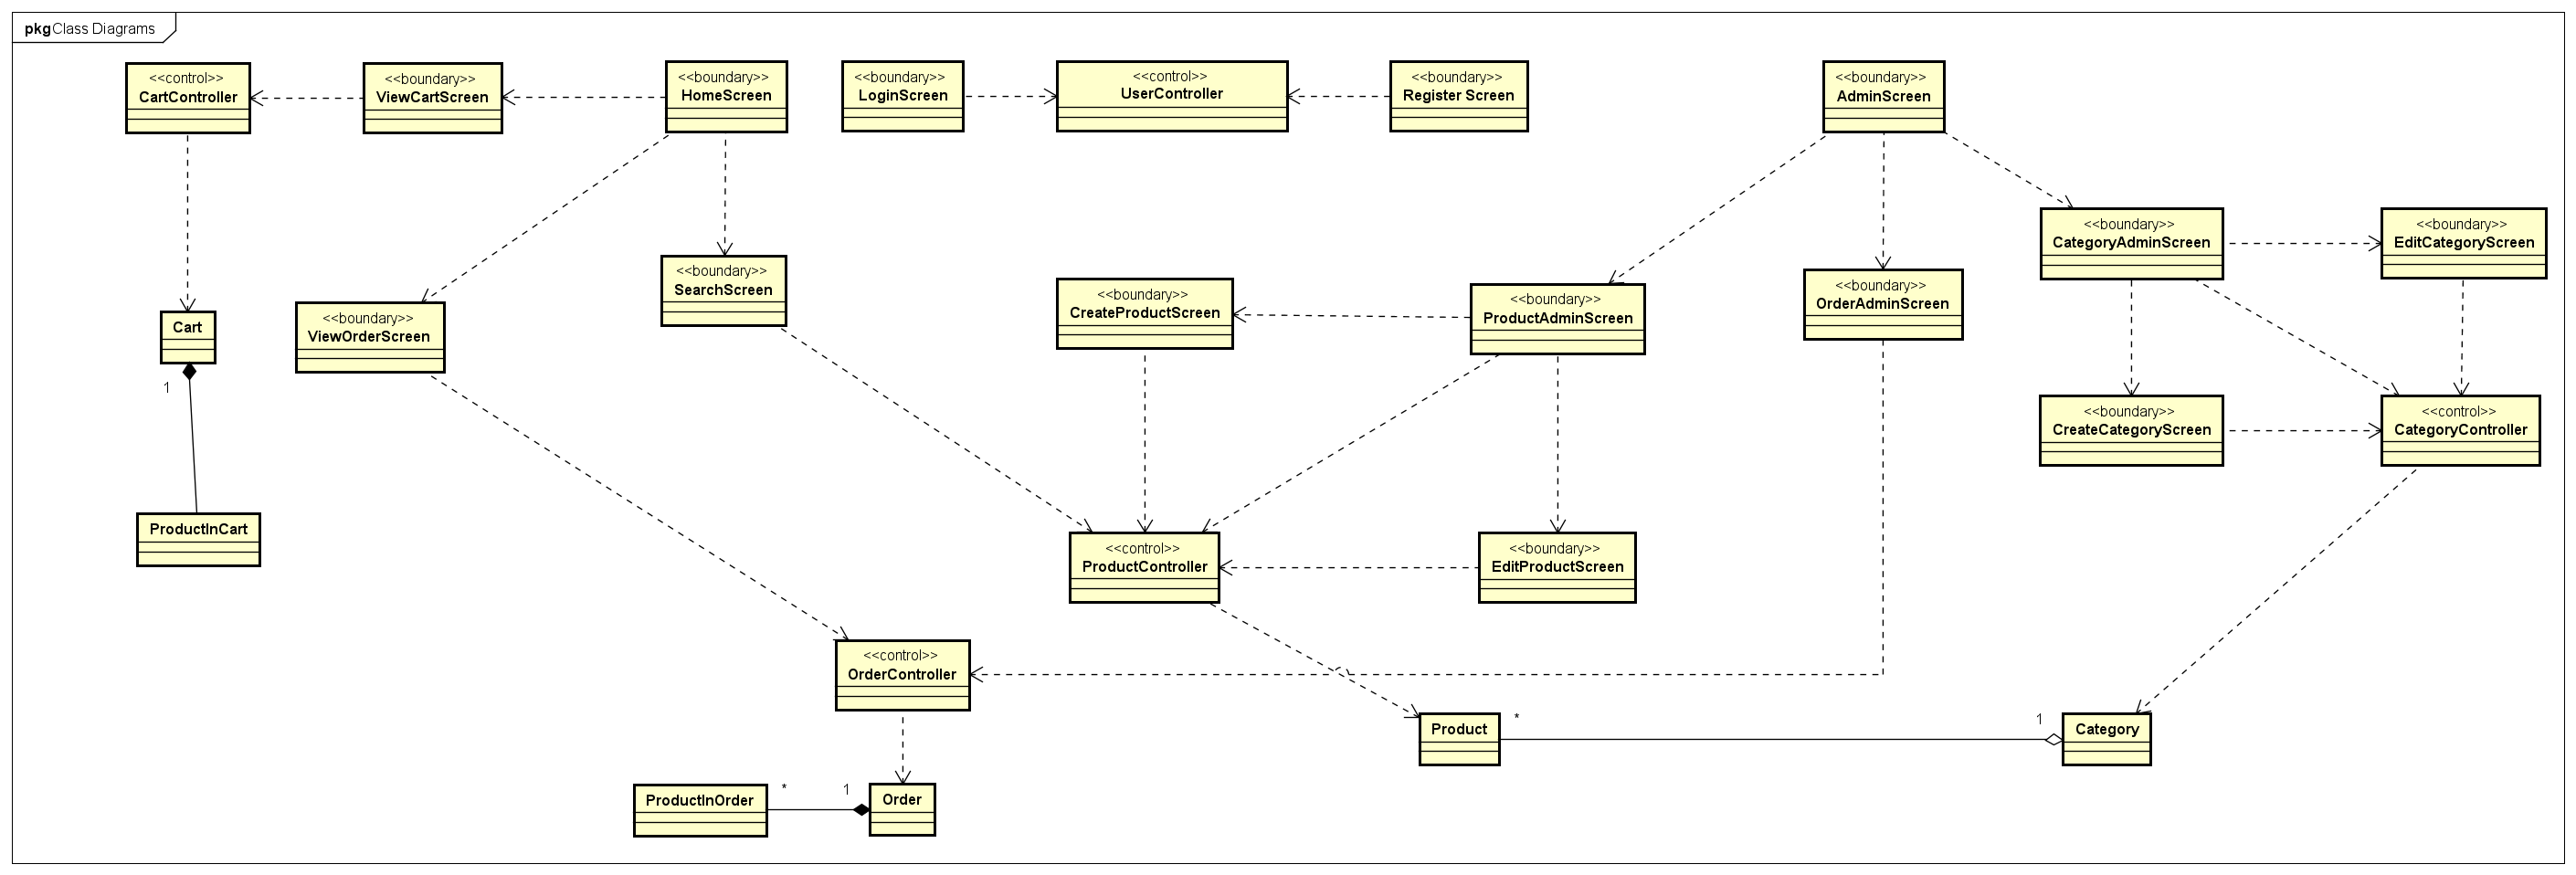 pkg Class Diagrams
<<control>>
CartController
<<boundary>>
ViewCartScreen
<<boundary>>
HomeScreen
<<boundary>>
LoginScreen
<<control>>
UserController
<<boundary>>
Register Screen
<<boundary>>
AdminScreen
<<boundary>>
CategoryAdminScreen
<<boundary>>
EditCategoryScreen
<<boundary>>
SearchScreen
<<boundary>>
OrderAdminScreen
<<boundary>>
CreateProductScreen
<<boundary>>
ProductAdminScreen
<<boundary>>
ViewOrderScreen
Cart
1
<<boundary>>
CreateCategoryScreen
<<control>>
CategoryController
ProductInCart
<<control>>
ProductController
<<boundary>>
EditProductScreen
<<control>>
OrderController
Product
*
1
Category
ProductInOrder
*
1
Order